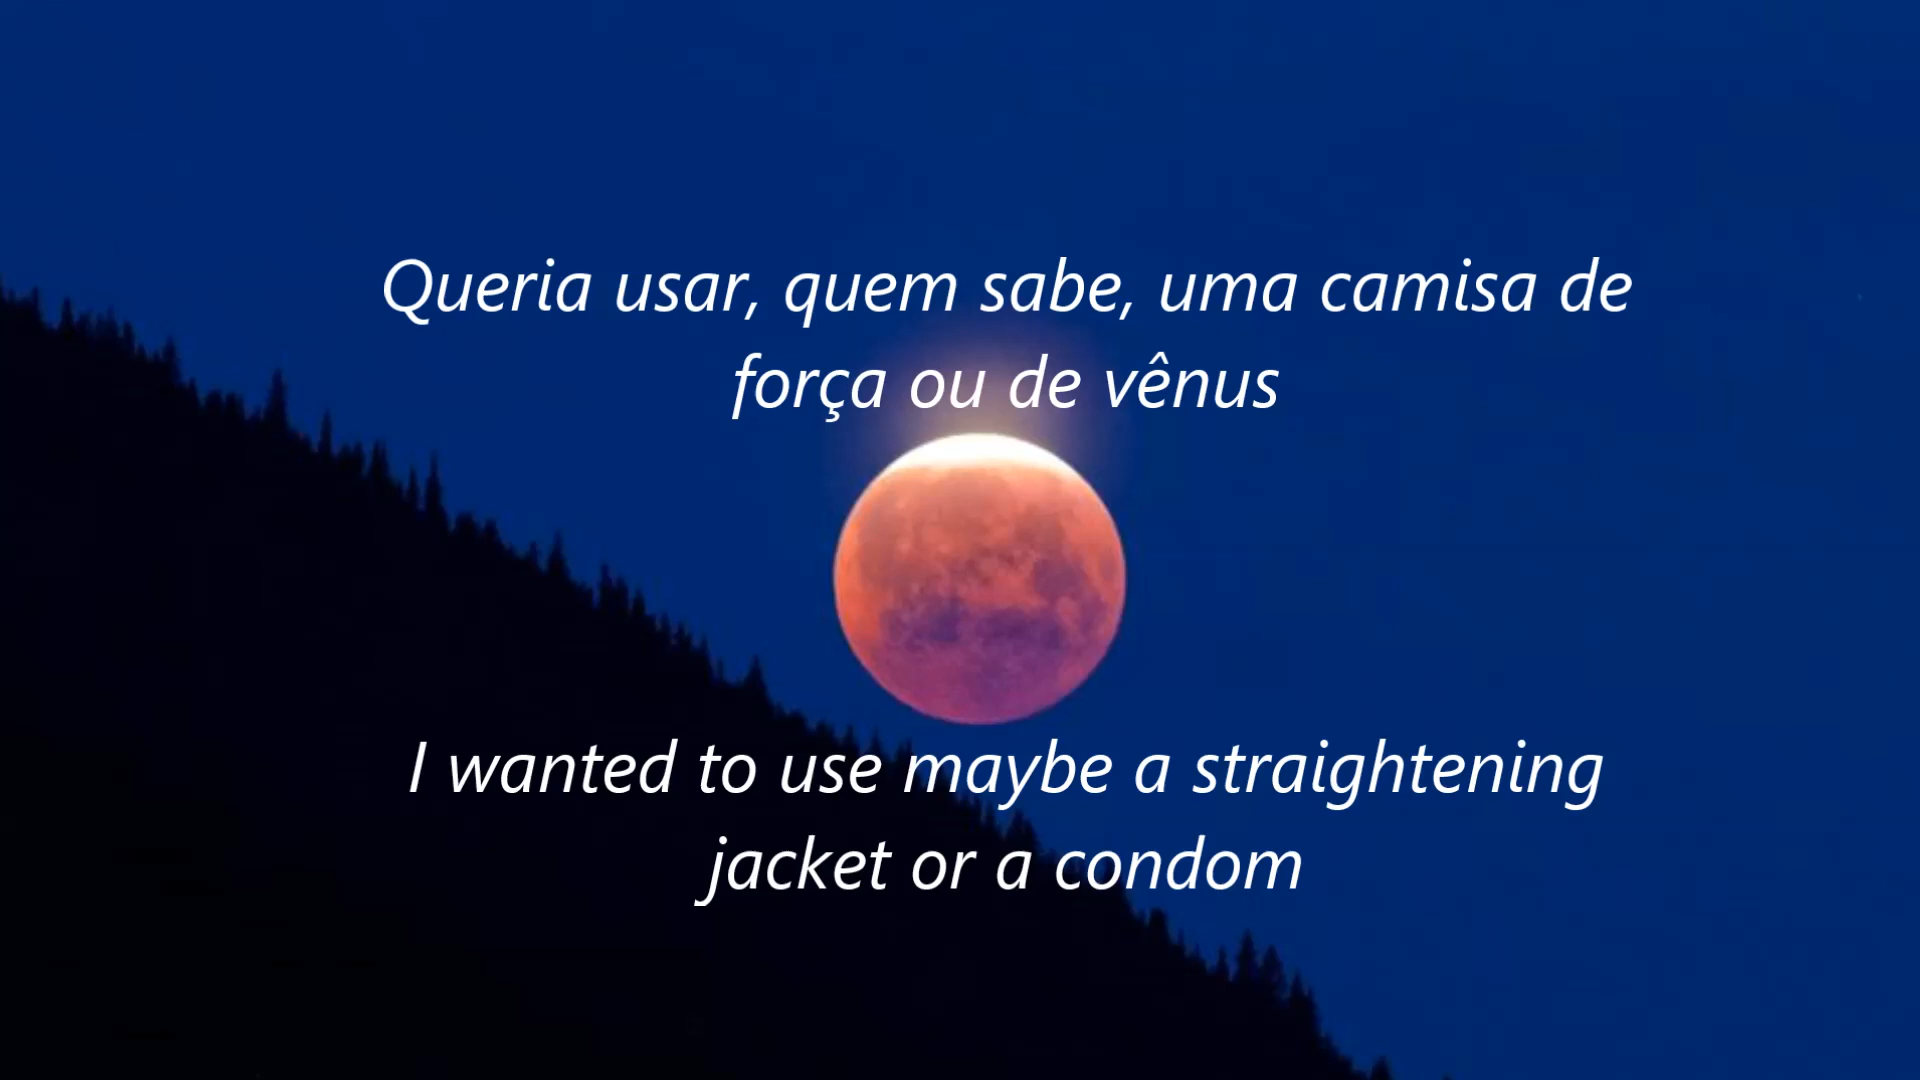 Queria usar, quem sabe, uma camisa de
força ou de vênus
I wanted to use maybe a straightening
jacket or a condom